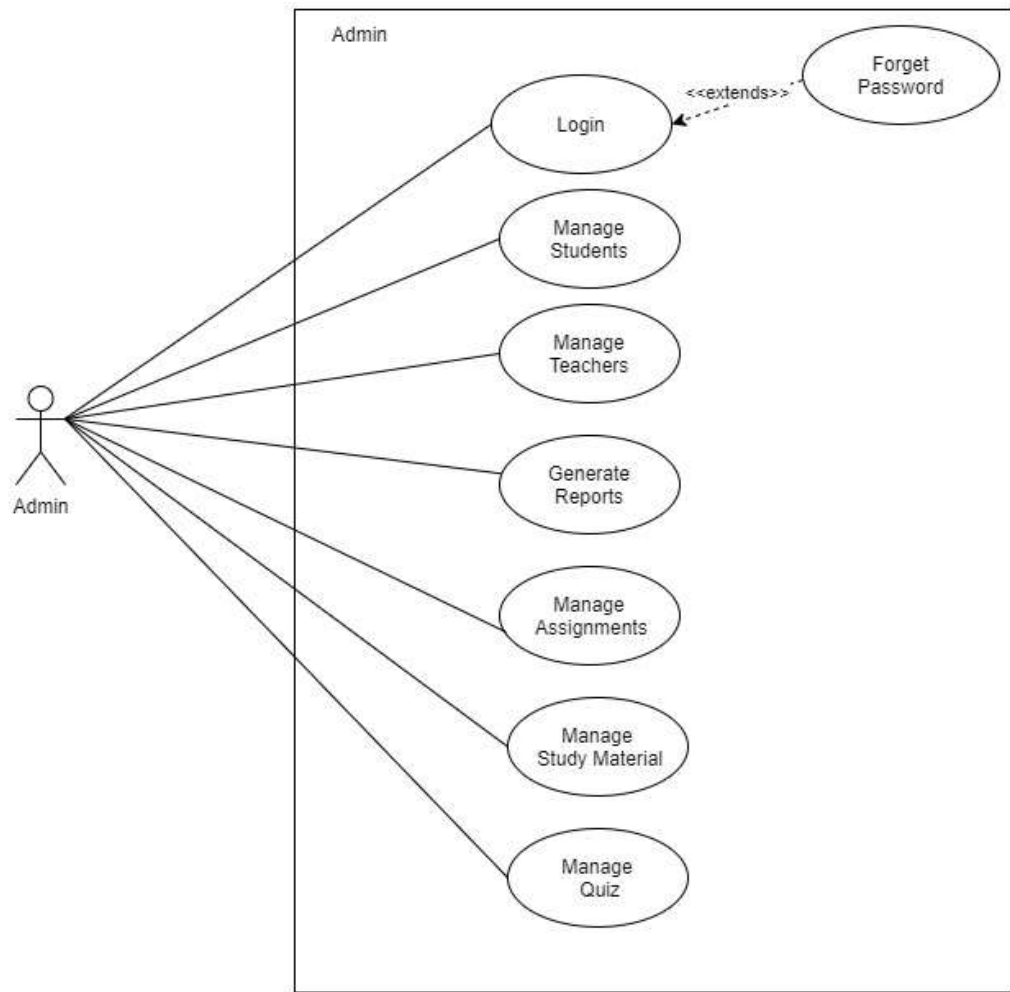 Admin
Forget
Password
<<extends>>
Login
Manage
Students
Manage
Teachers
Generate
Reports
Admin
Manage
Assignments
Manage
Study Material
Manage
Quiz